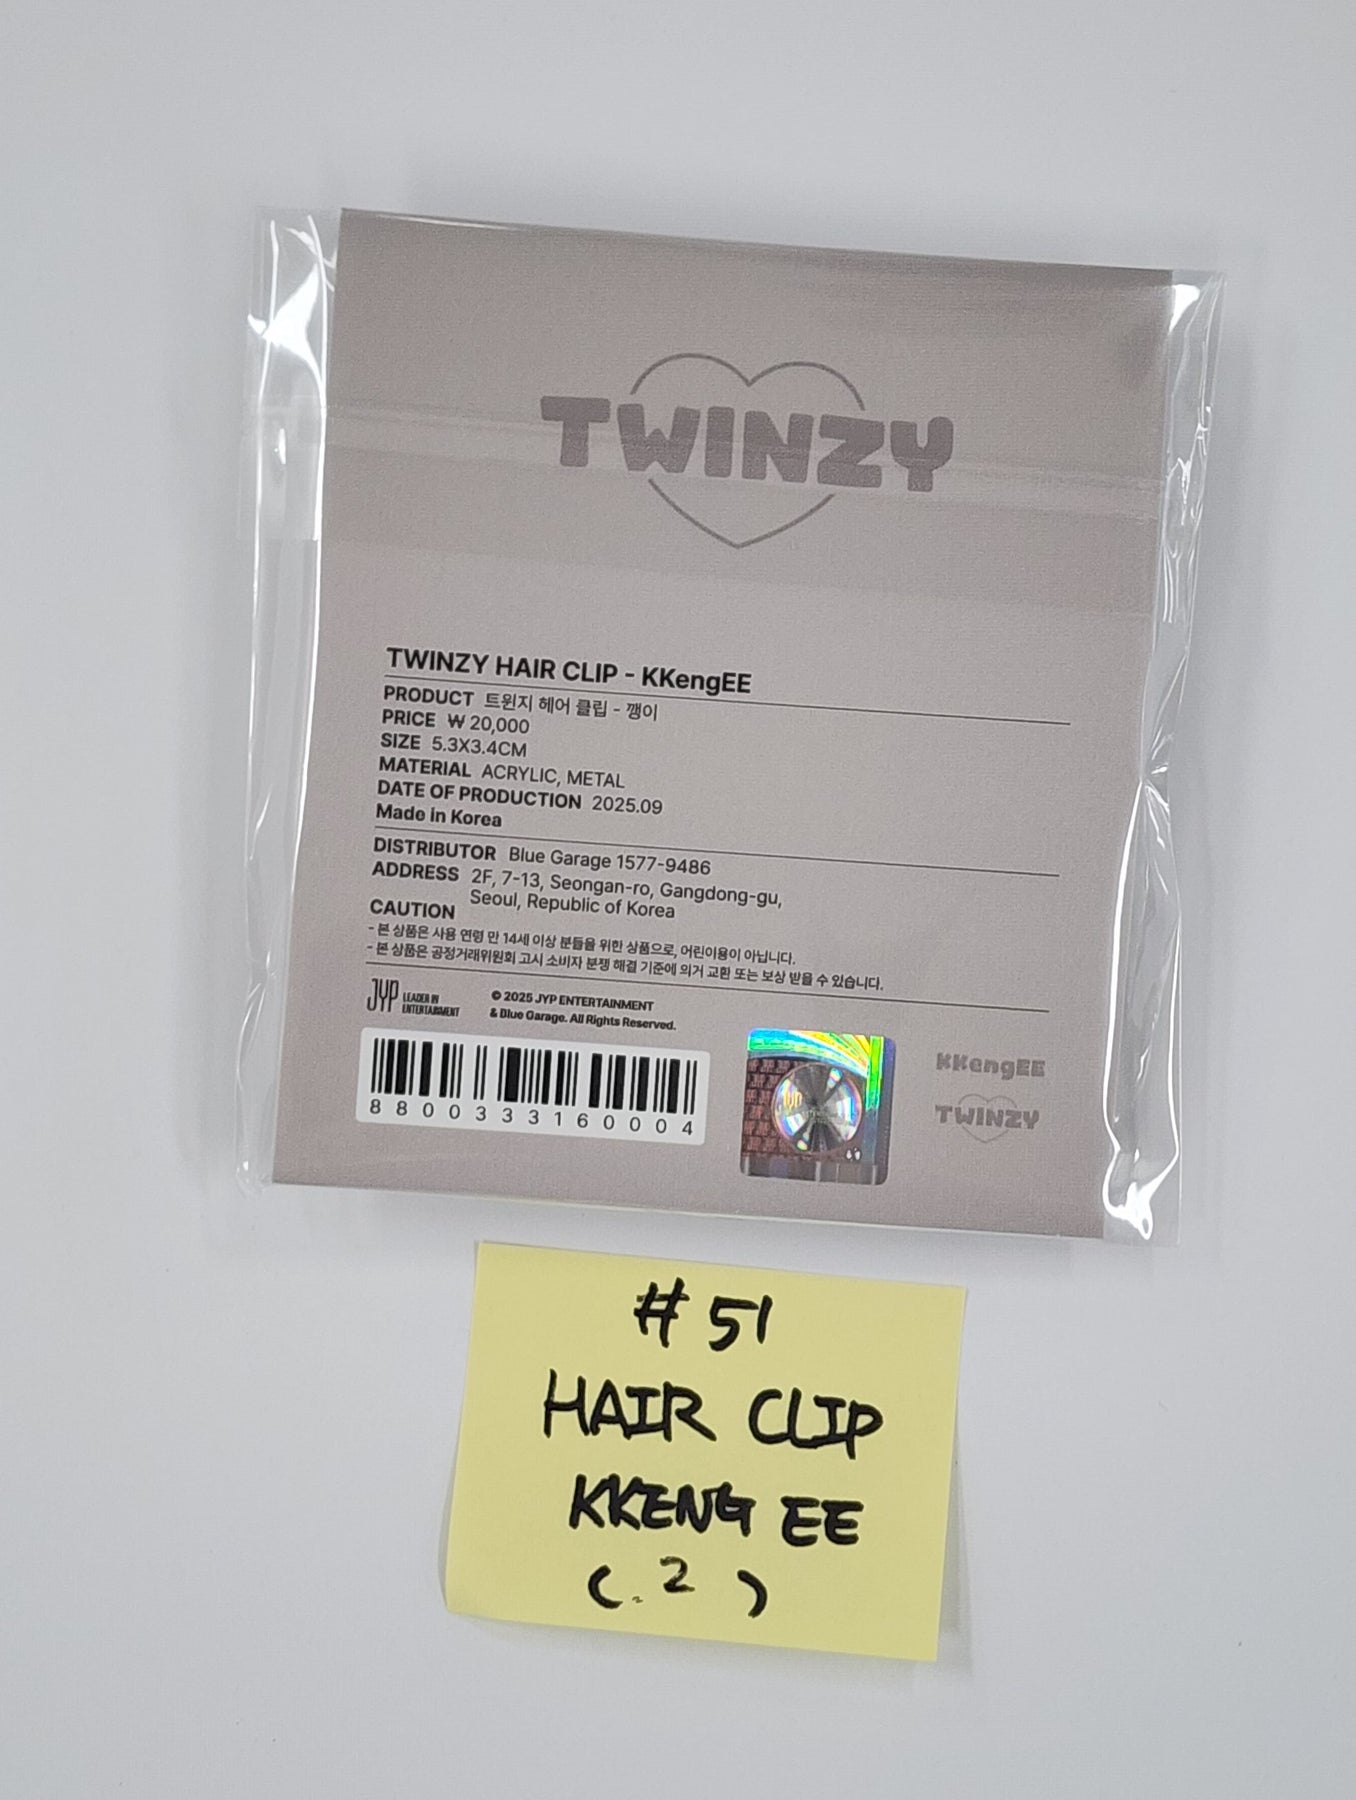 TWINZY
TWINZY HAIR CLIP - KKengEE
PRODUCT 트윈지 헤어 클립 - 깽이
PRICE ₩ 20,000
SIZE 5.3X3.4CM
MATERIAL ACRYLIC, METAL
DATE OF PRODUCTION 2025.09
Made in Korea
DISTRIBUTOR Blue Garage 1577-9486
ADDRESS 2F, 7-13, Seongan-ro, Gangdong-gu,
Seoul, Republic of Korea
CAUTION
- 본 상품은 사용 연령 만 14세 이상 분들을 위한 상품으로, 어린이용이 아닙니다.
- 본 상품은 공정거래위원회 고시 소비자 분쟁 해결 기준에 의거 교환 또는 보상 받을 수 있습니다.
JYP LEADER IN
ENTERTAINMENT
© 2025 JYP ENTERTAINMENT
& Blue Garage. All Rights Reserved.
8800333160004
KKengEE
TWINZY
# 51
HAIR CLIP
KKENG EE
( 2 )